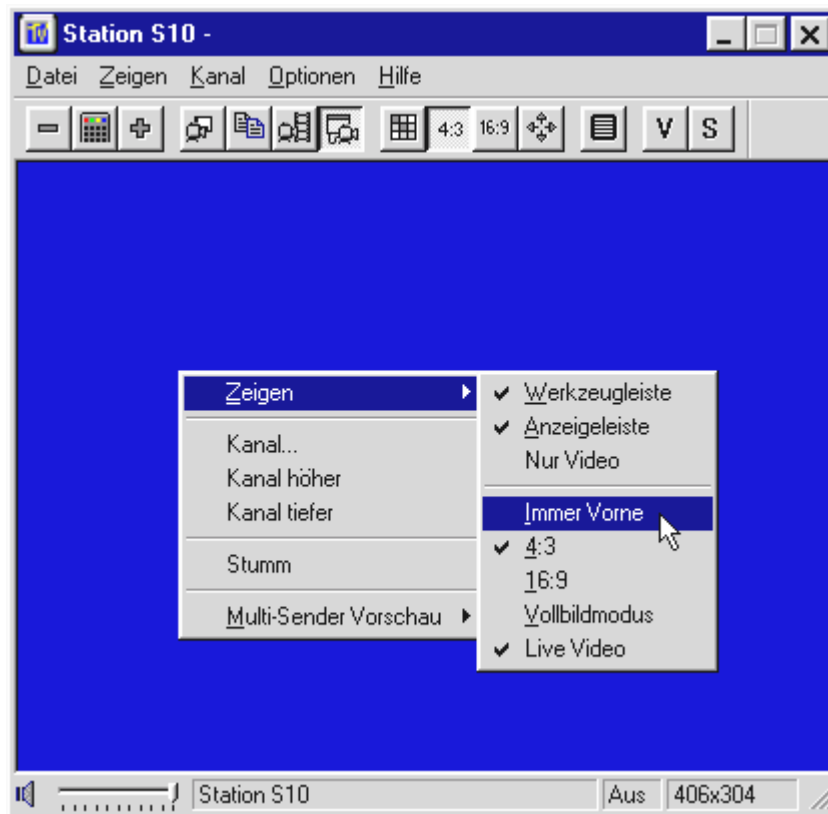 Station S10 -
Datei Zeigen Kanal Optionen Hilfe
4:3 16:9 V S
Zeigen
Kanal...
Kanal höher
Kanal tiefer
Stumm
Multi-Sender Vorschau
Werkzeugleiste
Anzeigeleiste
Nur Video
Immer Vorne
4:3
16:9
Vollbildmodus
Live Video
Station S10 Aus 406x304